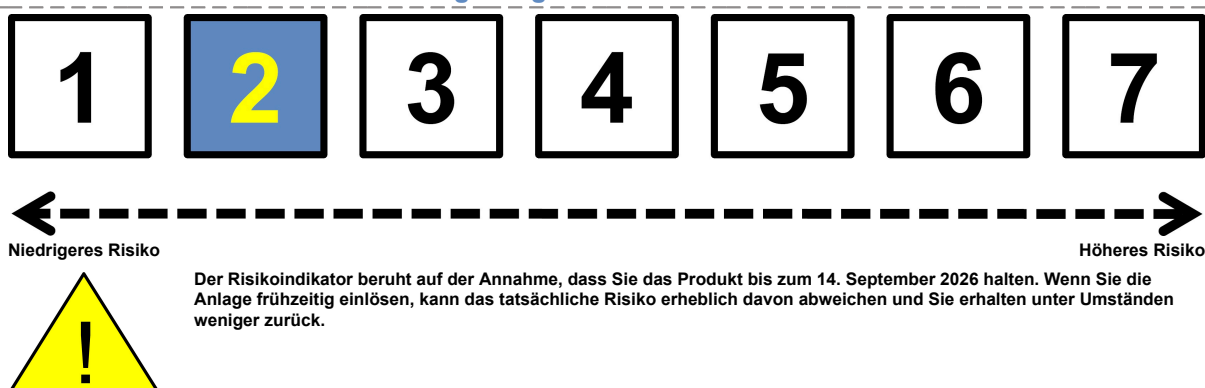 1 2 3 4 5 6 7
Niedrigeres Risiko Höheres Risiko
Der Risikoindikator beruht auf der Annahme, dass Sie das Produkt bis zum 14. September 2026 halten. Wenn Sie die
Anlage frühzeitig einlösen, kann das tatsächliche Risiko erheblich davon abweichen und Sie erhalten unter Umständen
weniger zurück.
!